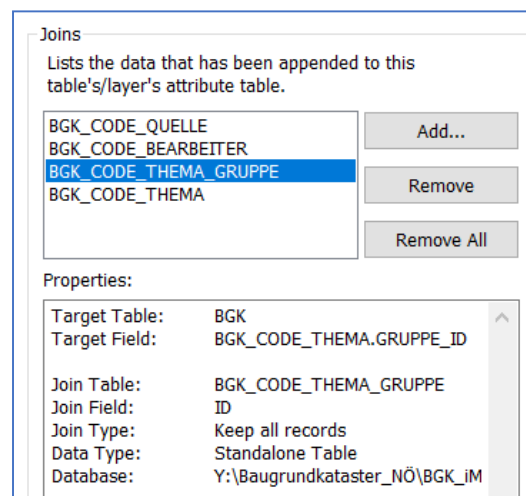 Joins
Lists the data that has been appended to this
table's/layer's attribute table.
BGK_CODE_QUELLE
BGK_CODE_BEARBEITER
BGK_CODE_THEMA_GRUPPE
BGK_CODE_THEMA
Add...
Remove
Remove All
Properties:
Target Table: BGK
Target Field: BGK_CODE_THEMA.GRUPPE_ID
Join Table: BGK_CODE_THEMA_GRUPPE
Join Field: ID
Join Type: Keep all records
Data Type: Standalone Table
Database: Y:\Baugrundkataster_NÖ\BGK_iM